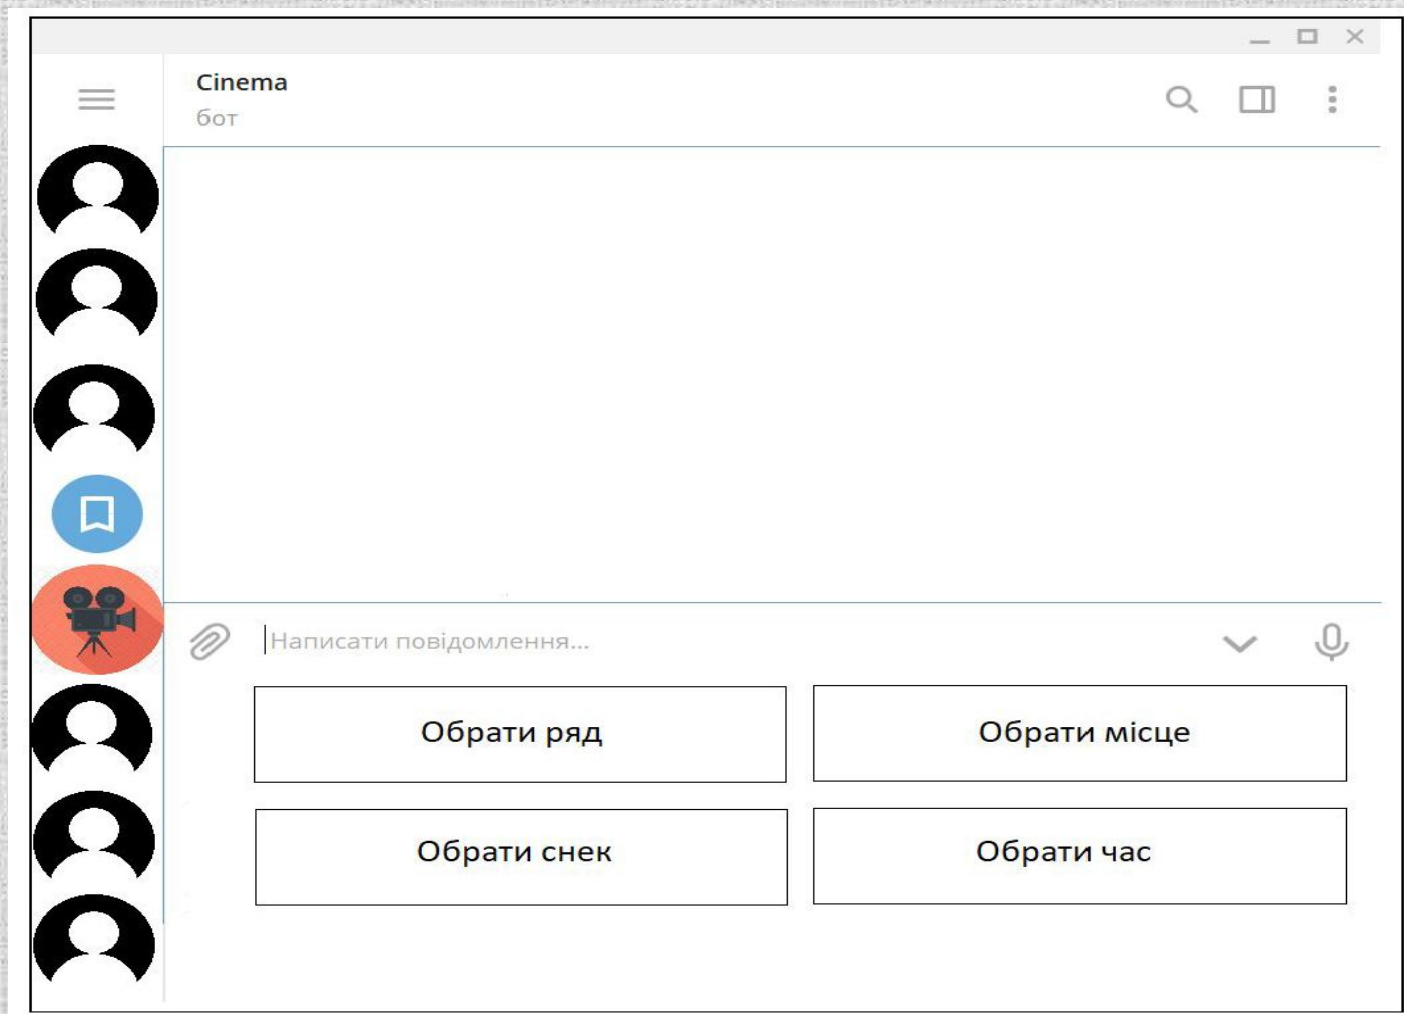 Cinema
бот
Написати повідомлення...
Обрати ряд
Обрати місце
Обрати снек
Обрати час